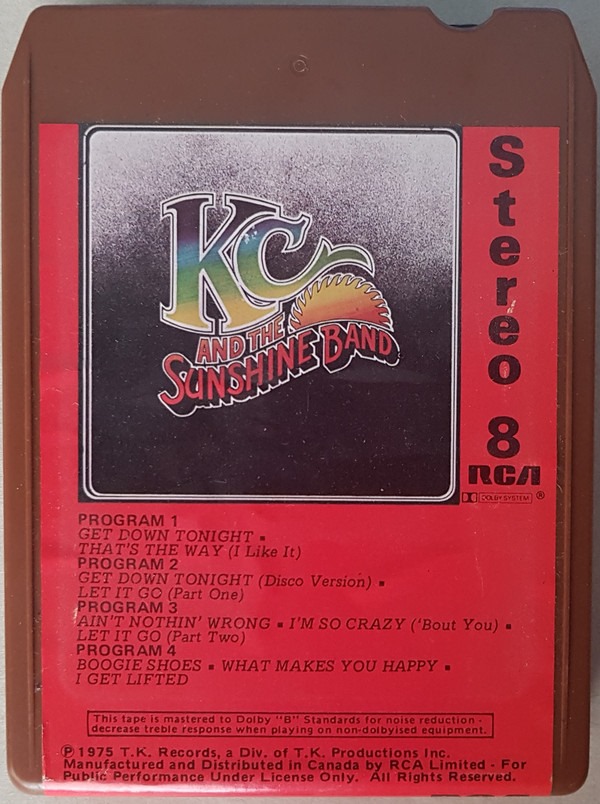 KC
AND THE
SUNSHINE BAND
Stereo 8
RCA
DOLBY SYSTEM ®
PROGRAM 1
GET DOWN TONIGHT ▪
THAT'S THE WAY (I Like It)
PROGRAM 2
GET DOWN TONIGHT (Disco Version) ▪
LET IT GO (Part One)
PROGRAM 3
AIN'T NOTHIN' WRONG ▪ I'M SO CRAZY ('Bout You) ▪
LET IT GO (Part Two)
PROGRAM 4
BOOGIE SHOES ▪ WHAT MAKES YOU HAPPY ▪
I GET LIFTED
This tape is mastered to Dolby "B" Standards for noise reduction -
decrease treble response when playing on non-dolbyised equipment.
℗ 1975 T.K. Records, a Div. of T.K. Productions Inc.
Manufactured and Distributed in Canada by RCA Limited - For
Public Performance Under License Only. All Rights Reserved.